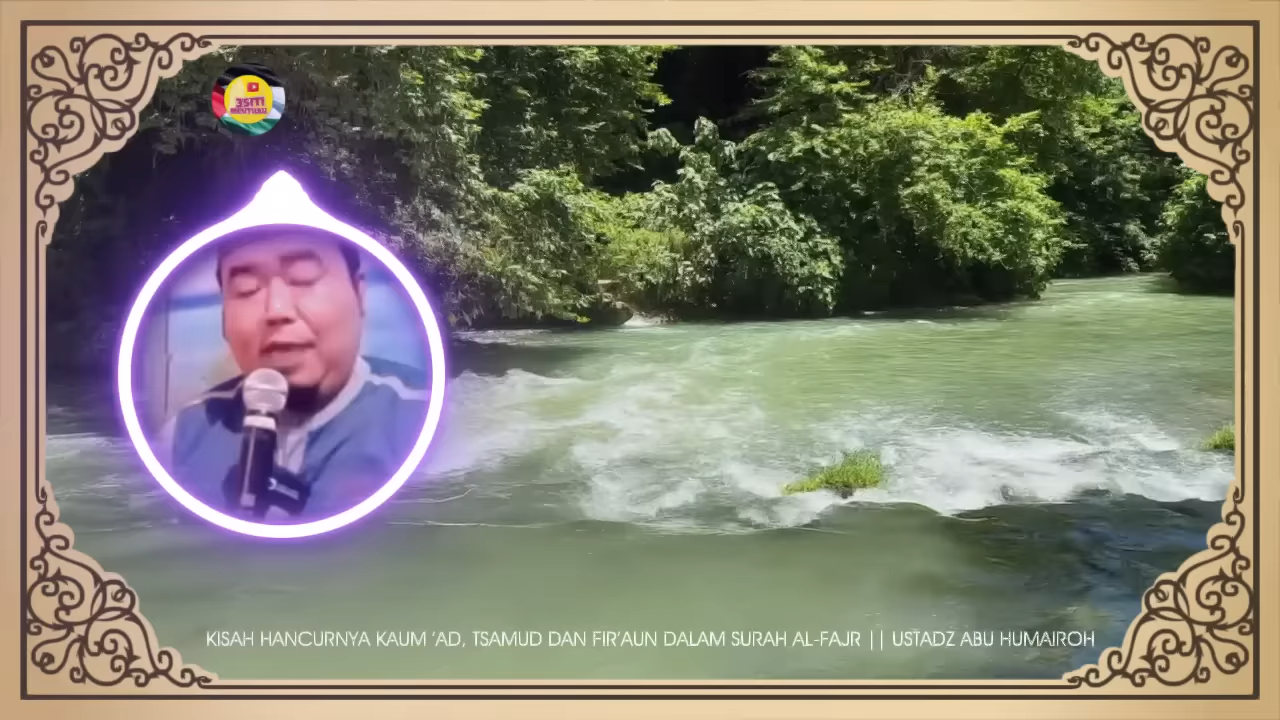 KISAH HANCURNYA KAUM 'AD, TSAMUD DAN FIR'AUN DALAM SURAH AL-FAJR || USTADZ ABU HUMAIROH